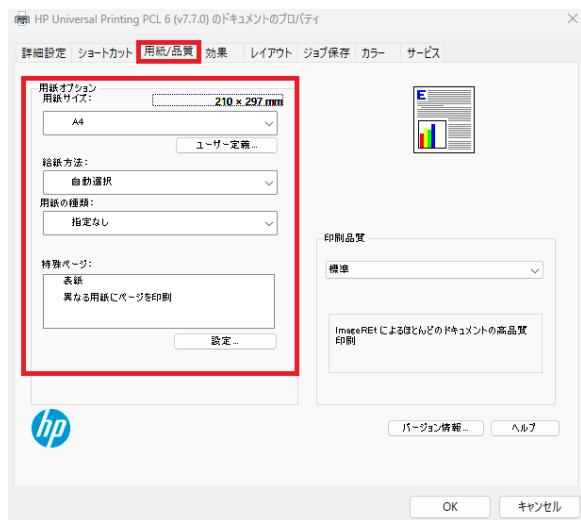 HP Universal Printing PCL 6 (v7.7.0) のドキュメントのプロパティ
詳細設定 ショートカット 用紙/品質 効果 レイアウト ジョブ保存 カラー サービス
用紙オプション
用紙サイズ: 210 × 297 mm
A4
ユーザー定義...
給紙方法:
自動選択
用紙の種類:
指定なし
特殊ページ:
表紙
異なる用紙にページを印刷
設定...
E
印刷品質
標準
ImageREt によるほとんどのドキュメントの高品質
印刷
hp
バージョン情報... ヘルプ
OK キャンセル